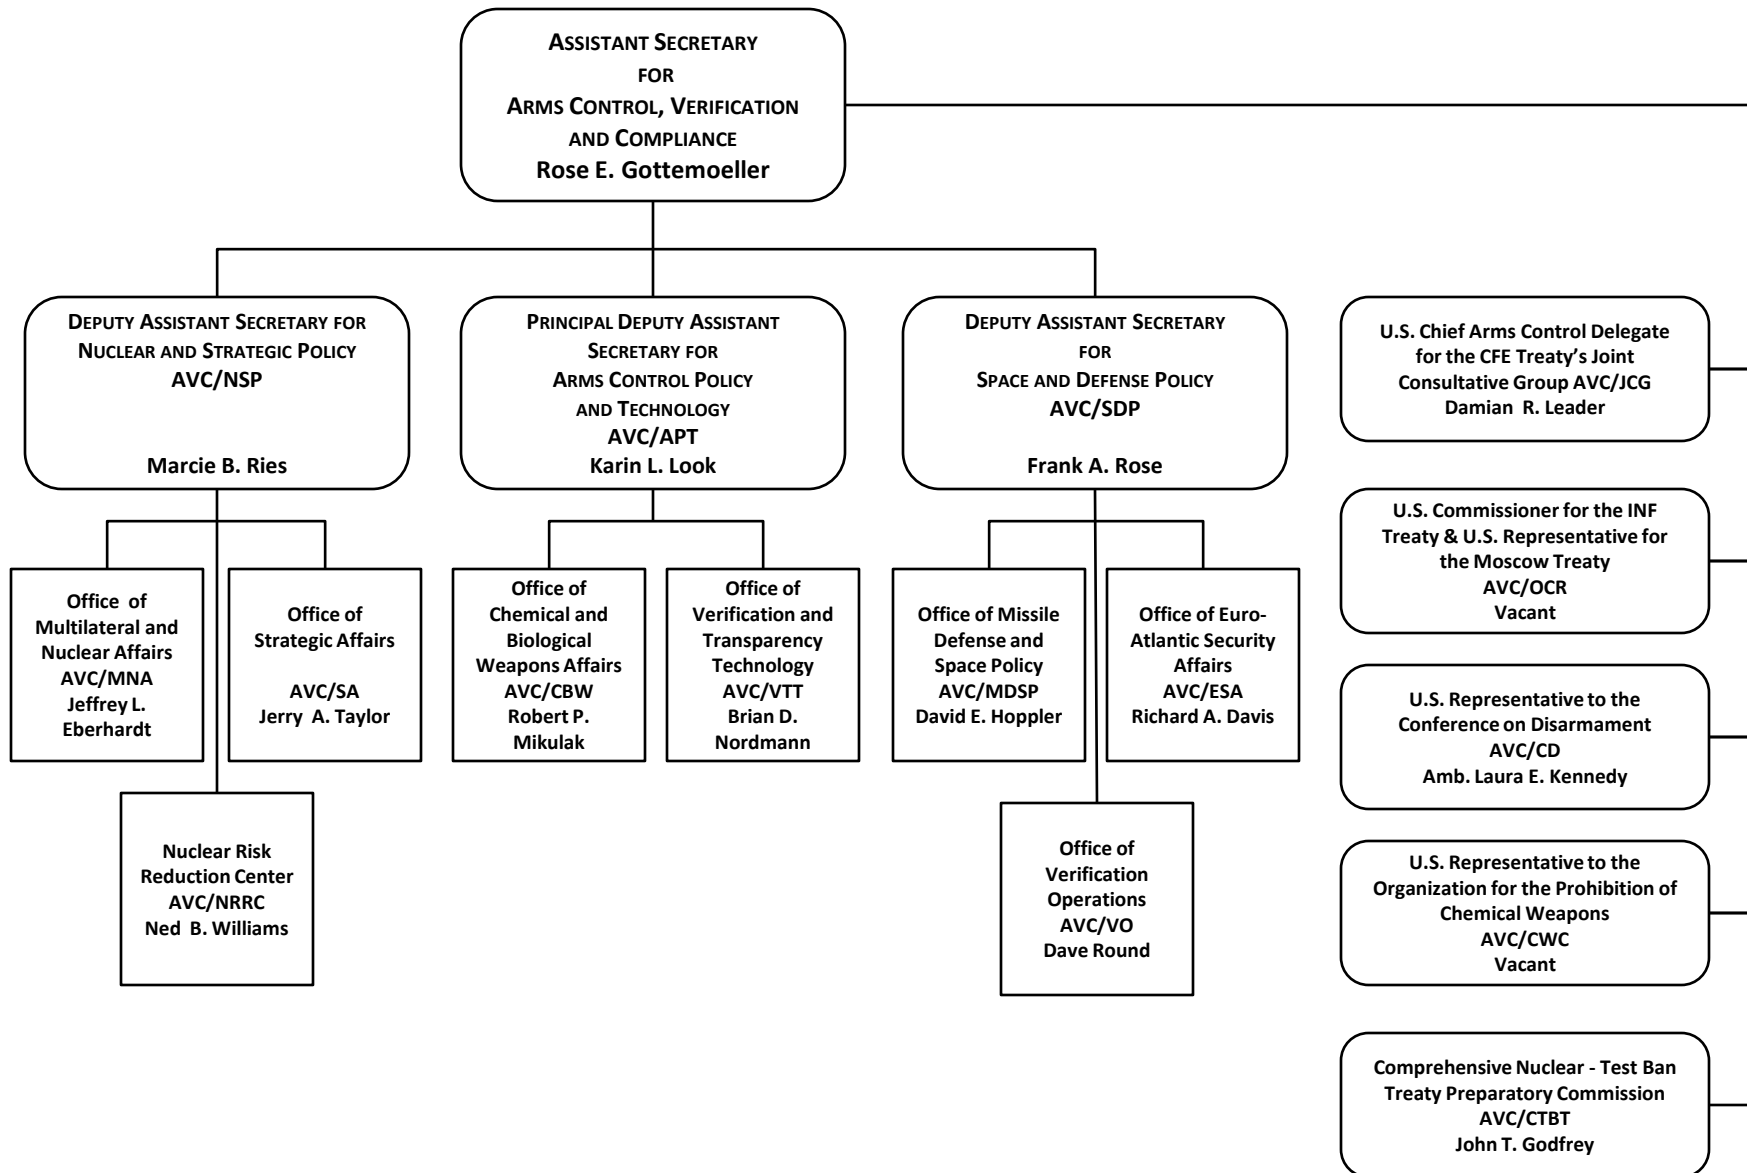 ASSISTANT SECRETARY
FOR
ARMS CONTROL, VERIFICATION
AND COMPLIANCE
Rose E. Gottemoeller
DEPUTY ASSISTANT SECRETARY FOR
NUCLEAR AND STRATEGIC POLICY
AVC/NSP
Marcie B. Ries
PRINCIPAL DEPUTY ASSISTANT
SECRETARY FOR
ARMS CONTROL POLICY
AND TECHNOLOGY
AVC/APT
Karin L. Look
DEPUTY ASSISTANT SECRETARY
FOR
SPACE AND DEFENSE POLICY
AVC/SDP
Frank A. Rose
U.S. Chief Arms Control Delegate
for the CFE Treaty’s Joint
Consultative Group AVC/JCG
Damian R. Leader
U.S. Commissioner for the INF
Treaty & U.S. Representative for
the Moscow Treaty
AVC/OCR
Vacant
Office of
Multilateral and
Nuclear Affairs
AVC/MNA
Jeffrey L.
Eberhardt
Office of
Strategic Affairs
AVC/SA
Jerry A. Taylor
Office of
Chemical and
Biological
Weapons Affairs
AVC/CBW
Robert P.
Mikulak
Office of
Verification and
Transparency
Technology
AVC/VTT
Brian D.
Nordmann
Office of Missile
Defense and
Space Policy
AVC/MDSP
David E. Hoppler
Office of Euro-
Atlantic Security
Affairs
AVC/ESA
Richard A. Davis
U.S. Representative to the
Conference on Disarmament
AVC/CD
Amb. Laura E. Kennedy
Nuclear Risk
Reduction Center
AVC/NRRC
Ned B. Williams
Office of
Verification
Operations
AVC/VO
Dave Round
U.S. Representative to the
Organization for the Prohibition of
Chemical Weapons
AVC/CWC
Vacant
Comprehensive Nuclear - Test Ban
Treaty Preparatory Commission
AVC/CTBT
John T. Godfrey